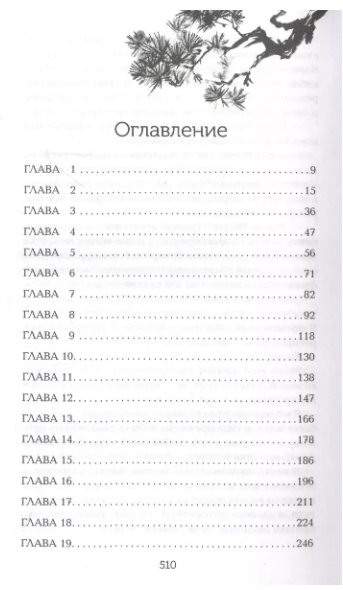 Оглавление
ГЛАВА 1 . . . . . . . . . . . . . . . . . . . . . . . . . . . . . . . . . . . . . . . . . 9
ГЛАВА 2 . . . . . . . . . . . . . . . . . . . . . . . . . . . . . . . . . . . . . . . . 15
ГЛАВА 3 . . . . . . . . . . . . . . . . . . . . . . . . . . . . . . . . . . . . . . . . 36
ГЛАВА 4 . . . . . . . . . . . . . . . . . . . . . . . . . . . . . . . . . . . . . . . . 47
ГЛАВА 5 . . . . . . . . . . . . . . . . . . . . . . . . . . . . . . . . . . . . . . . . 56
ГЛАВА 6 . . . . . . . . . . . . . . . . . . . . . . . . . . . . . . . . . . . . . . . . 71
ГЛАВА 7 . . . . . . . . . . . . . . . . . . . . . . . . . . . . . . . . . . . . . . . . 82
ГЛАВА 8 . . . . . . . . . . . . . . . . . . . . . . . . . . . . . . . . . . . . . . . . 92
ГЛАВА 9 . . . . . . . . . . . . . . . . . . . . . . . . . . . . . . . . . . . . . . . 118
ГЛАВА 10. . . . . . . . . . . . . . . . . . . . . . . . . . . . . . . . . . . . . . . 130
ГЛАВА 11. . . . . . . . . . . . . . . . . . . . . . . . . . . . . . . . . . . . . . . 138
ГЛАВА 12. . . . . . . . . . . . . . . . . . . . . . . . . . . . . . . . . . . . . . . 147
ГЛАВА 13. . . . . . . . . . . . . . . . . . . . . . . . . . . . . . . . . . . . . . . 166
ГЛАВА 14. . . . . . . . . . . . . . . . . . . . . . . . . . . . . . . . . . . . . . . 178
ГЛАВА 15. . . . . . . . . . . . . . . . . . . . . . . . . . . . . . . . . . . . . . . 186
ГЛАВА 16. . . . . . . . . . . . . . . . . . . . . . . . . . . . . . . . . . . . . . . 196
ГЛАВА 17. . . . . . . . . . . . . . . . . . . . . . . . . . . . . . . . . . . . . . . 211
ГЛАВА 18. . . . . . . . . . . . . . . . . . . . . . . . . . . . . . . . . . . . . . . 224
ГЛАВА 19. . . . . . . . . . . . . . . . . . . . . . . . . . . . . . . . . . . . . . . 246
510